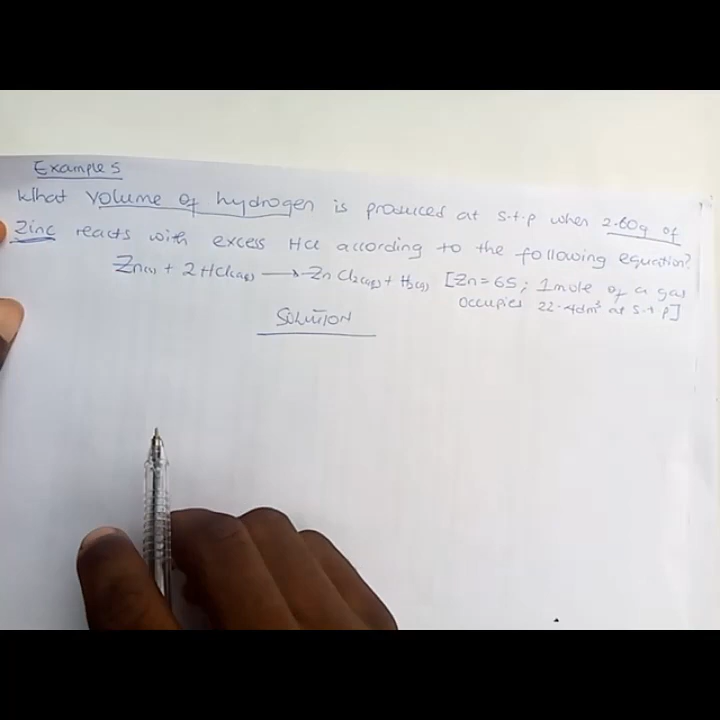 Example 5
What volume of hydrogen is produced at s.t.p when 2.60g of
Zinc reacts with excess HCl according to the following equation?
Zn(s) + 2HCl(aq) → ZnCl2(aq) + H2(g) [Zn = 65; 1 mole of a gas
occupies 22.4dm³ at s.t.p]
SOLUTION